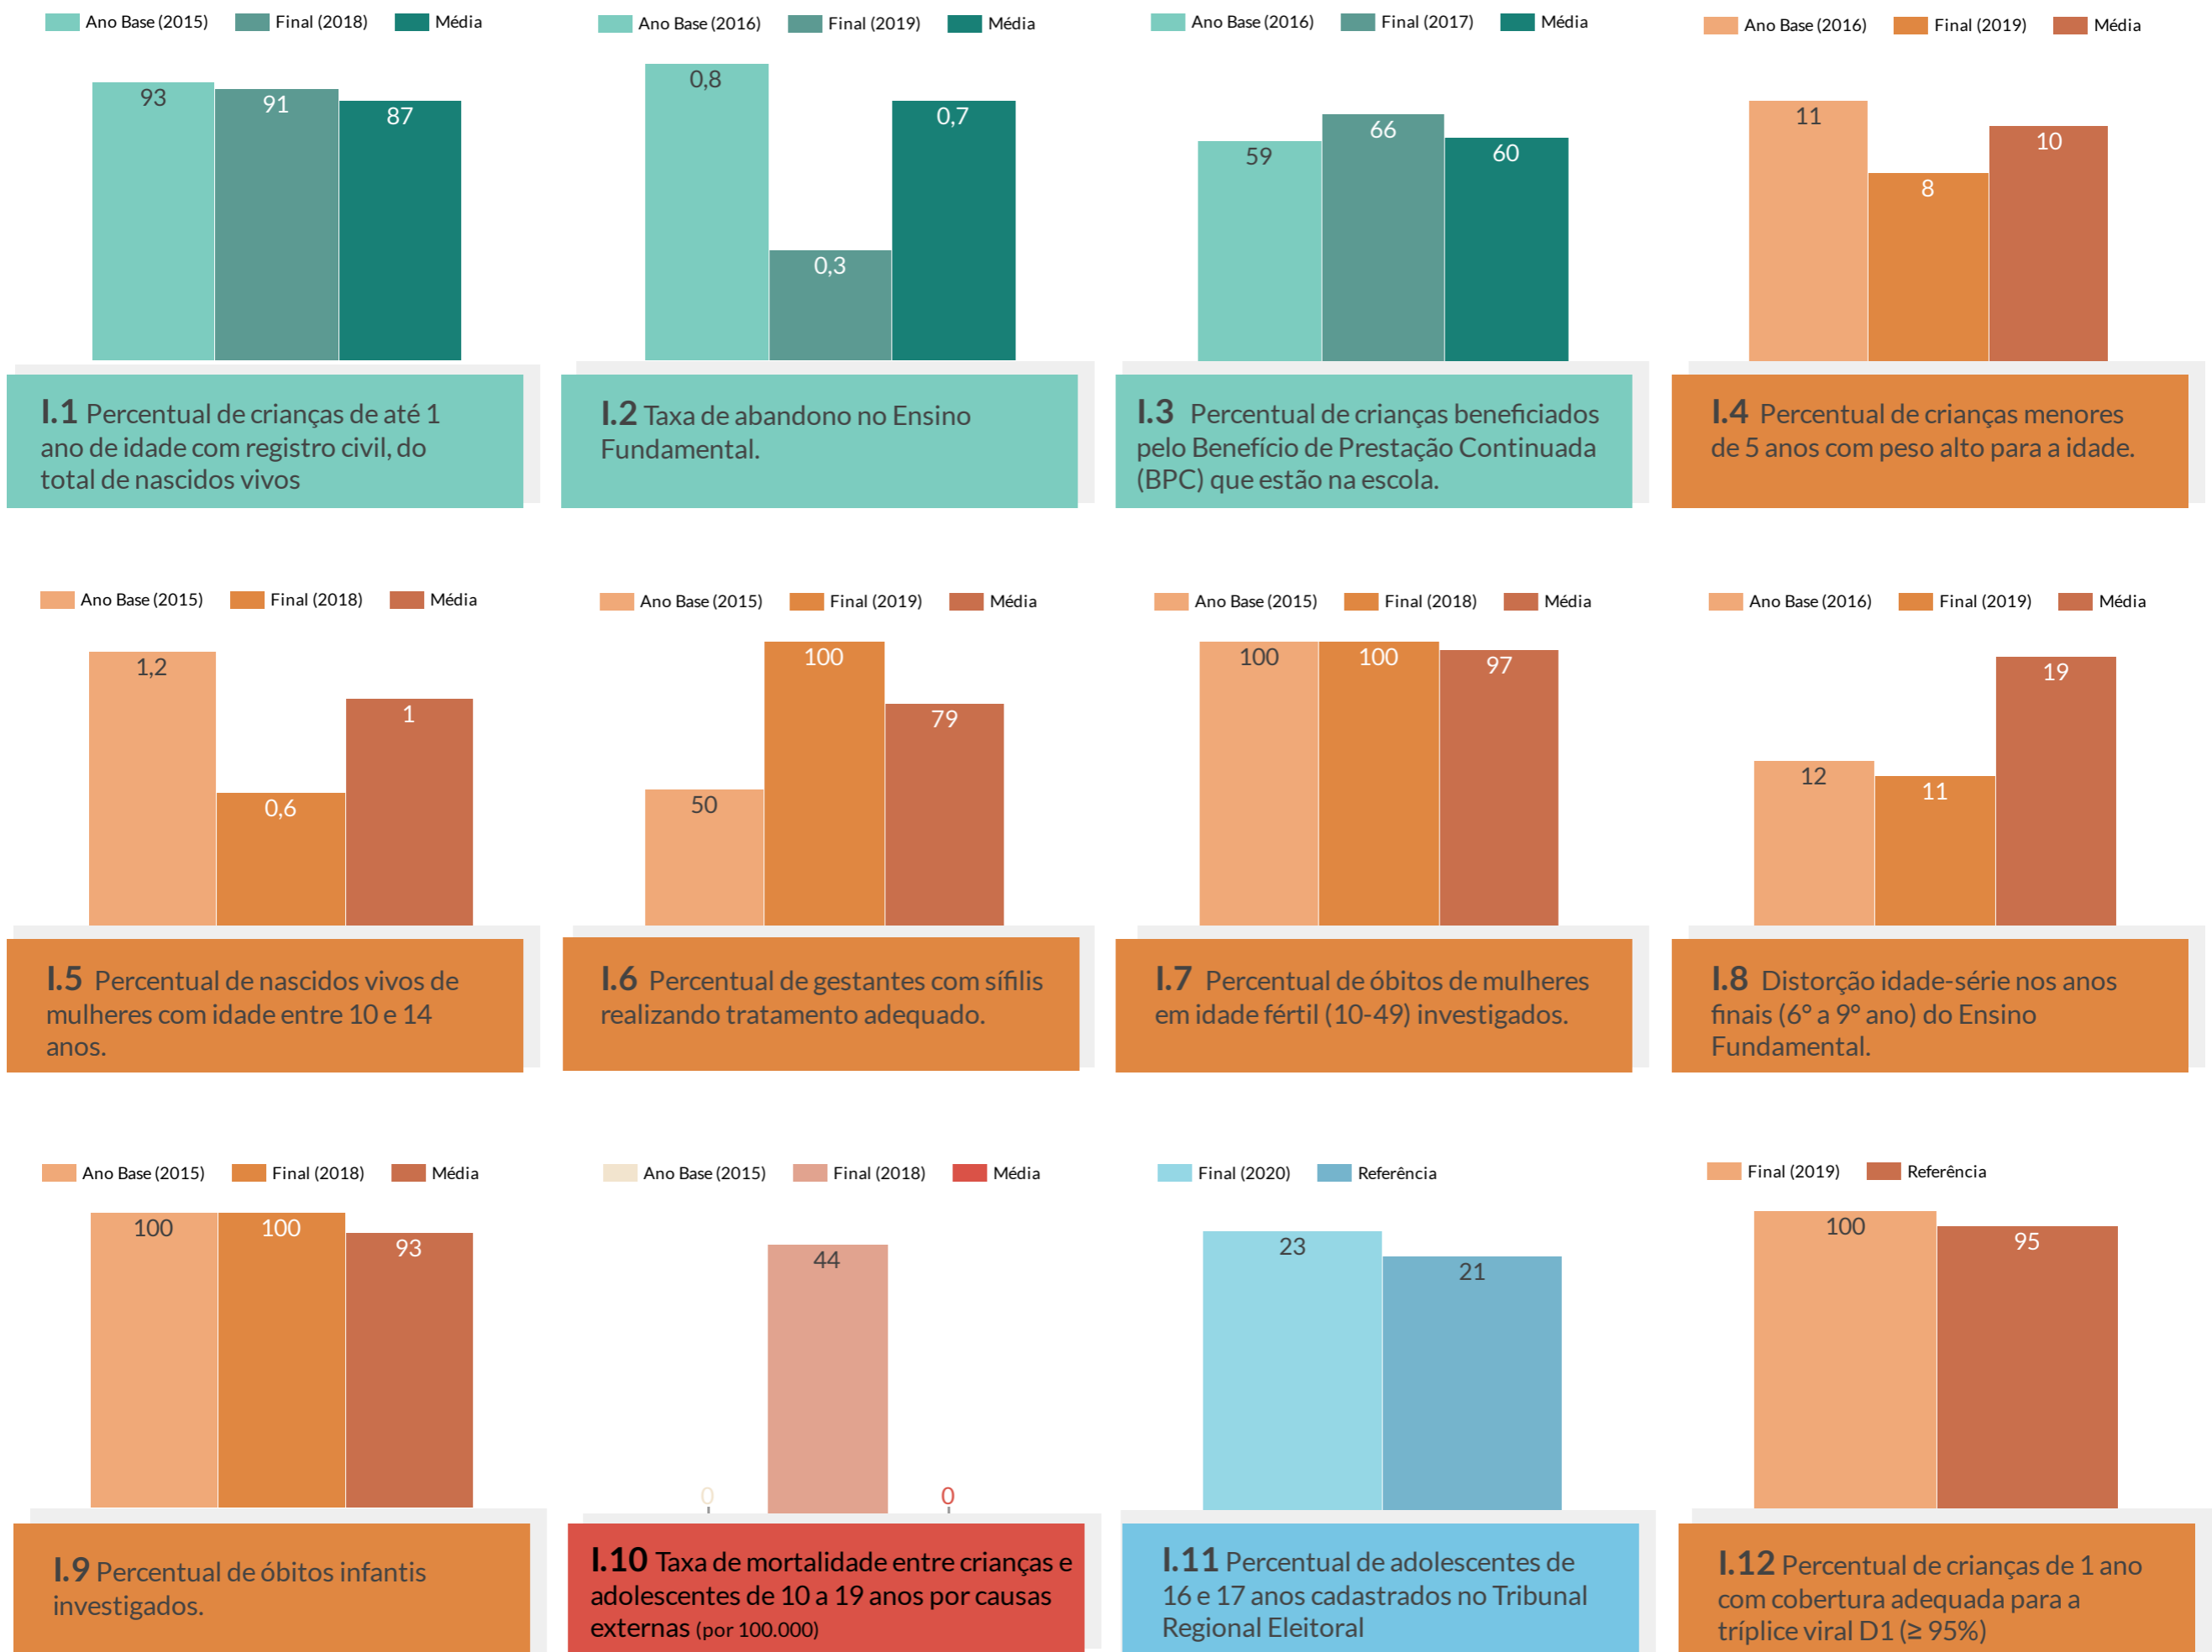 Ano Base (2015) Final (2018) Média
93 91 87
I.1 Percentual de crianças de até 1
ano de idade com registro civil, do
total de nascidos vivos
Ano Base (2016) Final (2019) Média
0,8 0,3 0,7
I.2 Taxa de abandono no Ensino
Fundamental.
Ano Base (2016) Final (2017) Média
59 66 60
I.3 Percentual de crianças beneficiados
pelo Benefício de Prestação Continuada
(BPC) que estão na escola.
Ano Base (2016) Final (2019) Média
11 8 10
I.4 Percentual de crianças menores
de 5 anos com peso alto para a idade.
Ano Base (2015) Final (2018) Média
1,2 0,6 1
I.5 Percentual de nascidos vivos de
mulheres com idade entre 10 e 14
anos.
Ano Base (2015) Final (2019) Média
50 100 79
I.6 Percentual de gestantes com sífilis
realizando tratamento adequado.
Ano Base (2015) Final (2018) Média
100 100 97
I.7 Percentual de óbitos de mulheres
em idade fértil (10-49) investigados.
Ano Base (2016) Final (2019) Média
12 11 19
I.8 Distorção idade-série nos anos
finais (6° a 9° ano) do Ensino
Fundamental.
Ano Base (2015) Final (2018) Média
100 100 93
I.9 Percentual de óbitos infantis
investigados.
Ano Base (2015) Final (2018) Média
0 44 0
I.10 Taxa de mortalidade entre crianças e
adolescentes de 10 a 19 anos por causas
externas (por 100.000)
Final (2020) Referência
23 21
I.11 Percentual de adolescentes de
16 e 17 anos cadastrados no Tribunal
Regional Eleitoral
Final (2019) Referência
100 95
I.12 Percentual de crianças de 1 ano
com cobertura adequada para a
tríplice viral D1 (≥ 95%)